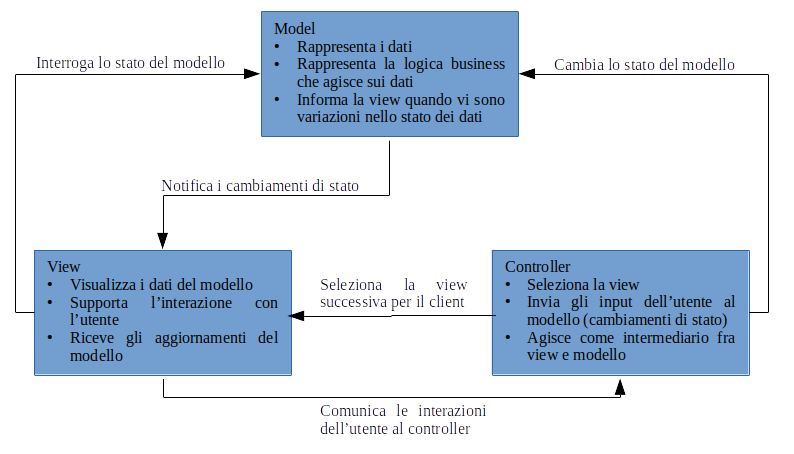 Model
• Rappresenta i dati
• Rappresenta la logica business
che agisce sui dati
• Informa la view quando vi sono
variazioni nello stato dei dati
Interroga lo stato del modello
Cambia lo stato del modello
Notifica i cambiamenti di stato
View
• Visualizza i dati del modello
• Supporta l'interazione con
l'utente
• Riceve gli aggiornamenti del
modello
Seleziona la view
successiva per il client
Controller
• Seleziona la view
• Invia gli input dell'utente al
modello (cambiamenti di stato)
• Agisce come intermediario fra
view e modello
Comunica le interazioni
dell'utente al controller